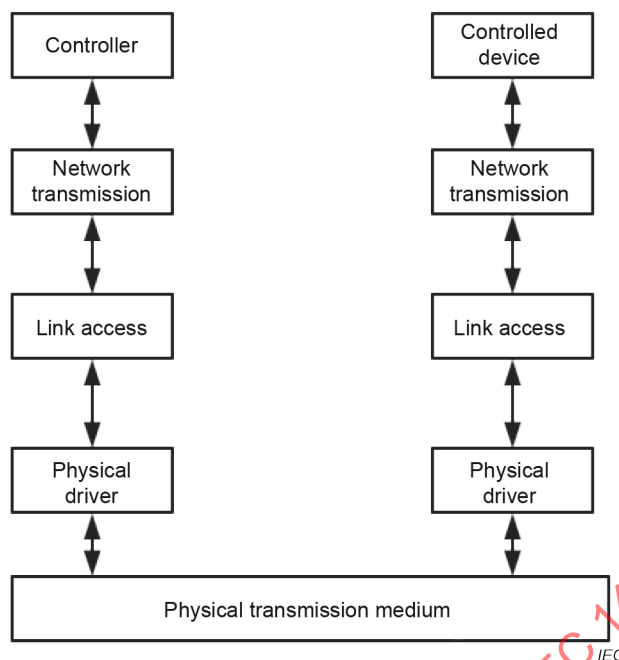 Controller
Controlled
device
Network
transmission
Network
transmission
Link access
Link access
Physical
driver
Physical
driver
Physical transmission medium
IEC